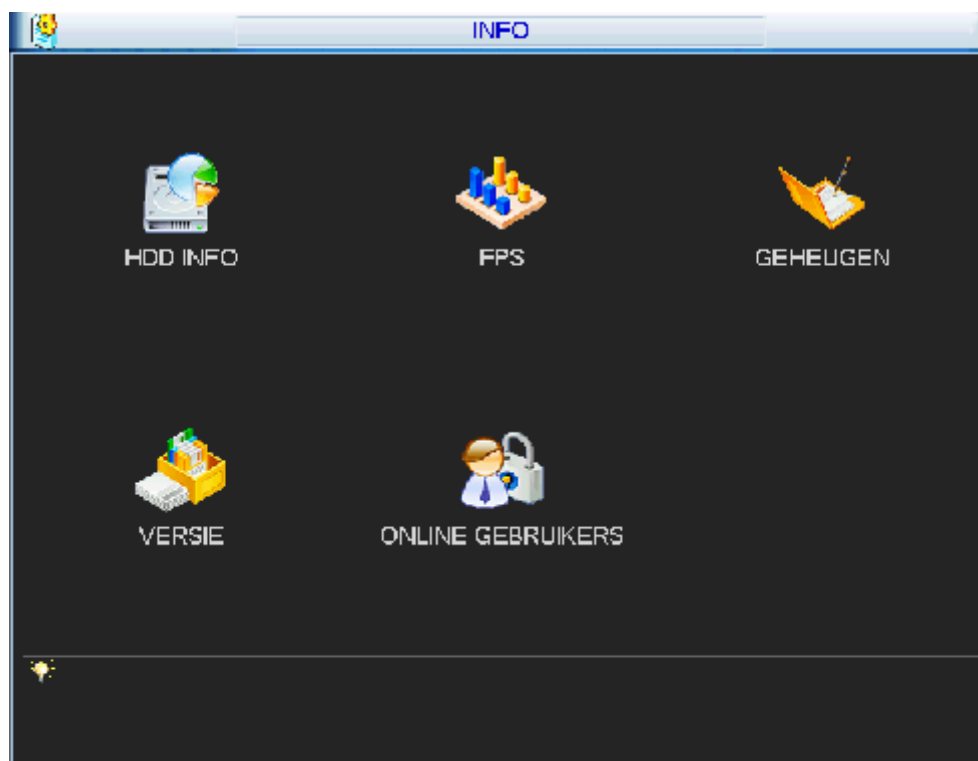 INFO
HDD INFO
FPS
GEHEUGEN
VERSIE
ONLINE GEBRUIKERS